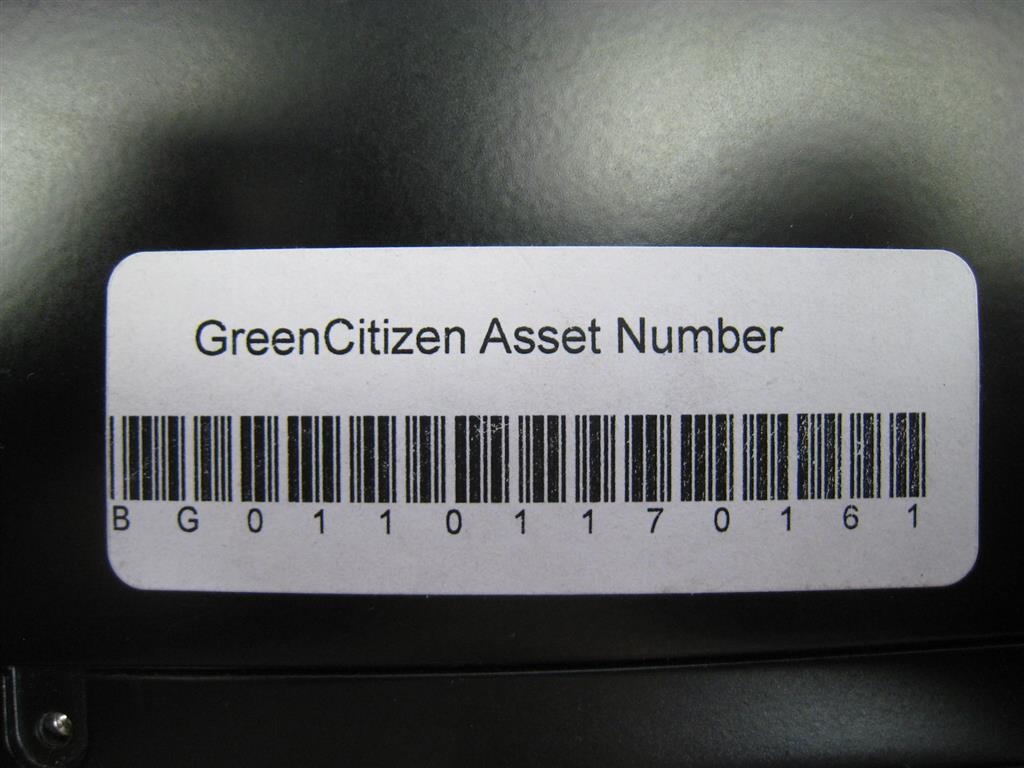 GreenCitizen Asset Number
B G 0 1 1 0 1 1 7 0 1 6 1